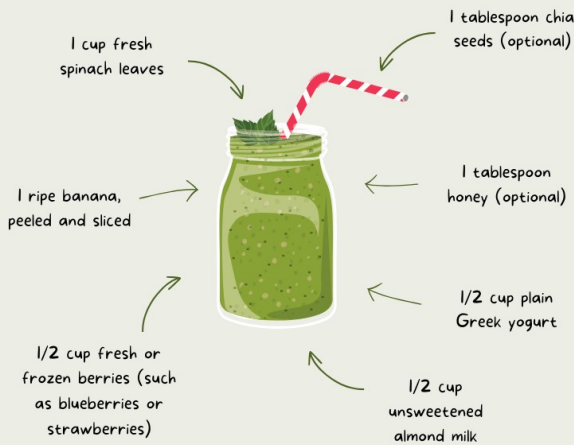 1 cup fresh
spinach leaves
1 tablespoon chia
seeds (optional)
1 ripe banana,
peeled and sliced
1 tablespoon
honey (optional)
1/2 cup fresh or
frozen berries (such
as blueberries or
strawberries)
1/2 cup plain
Greek yogurt
1/2 cup
unsweetened
almond milk